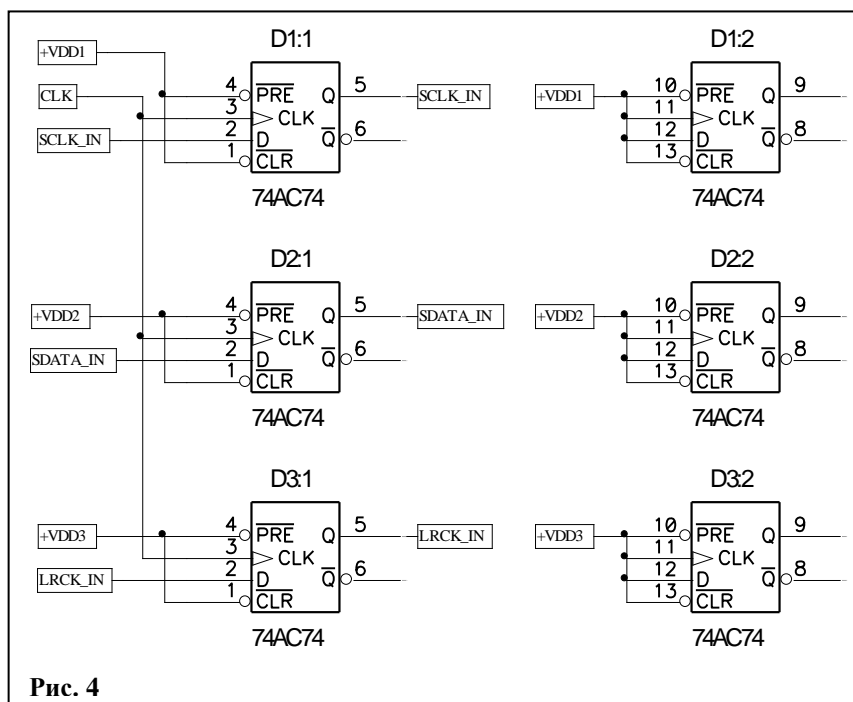 D1:1
D1:2
+VDD1
CLK
SCLK_IN
4
3
2
1
PRE
CLK
D
CLR
Q
Q
5
6
SCLK_IN
74AC74
+VDD1
10
11
12
13
PRE
CLK
D
CLR
Q
Q
9
8
74AC74
D2:1
D2:2
+VDD2
SDATA_IN
4
3
2
1
PRE
CLK
D
CLR
Q
Q
5
6
SDATA_IN
74AC74
+VDD2
10
11
12
13
PRE
CLK
D
CLR
Q
Q
9
8
74AC74
D3:1
D3:2
+VDD3
LRCK_IN
4
3
2
1
PRE
CLK
D
CLR
Q
Q
5
6
LRCK_IN
74AC74
+VDD3
10
11
12
13
PRE
CLK
D
CLR
Q
Q
9
8
74AC74
Рис. 4